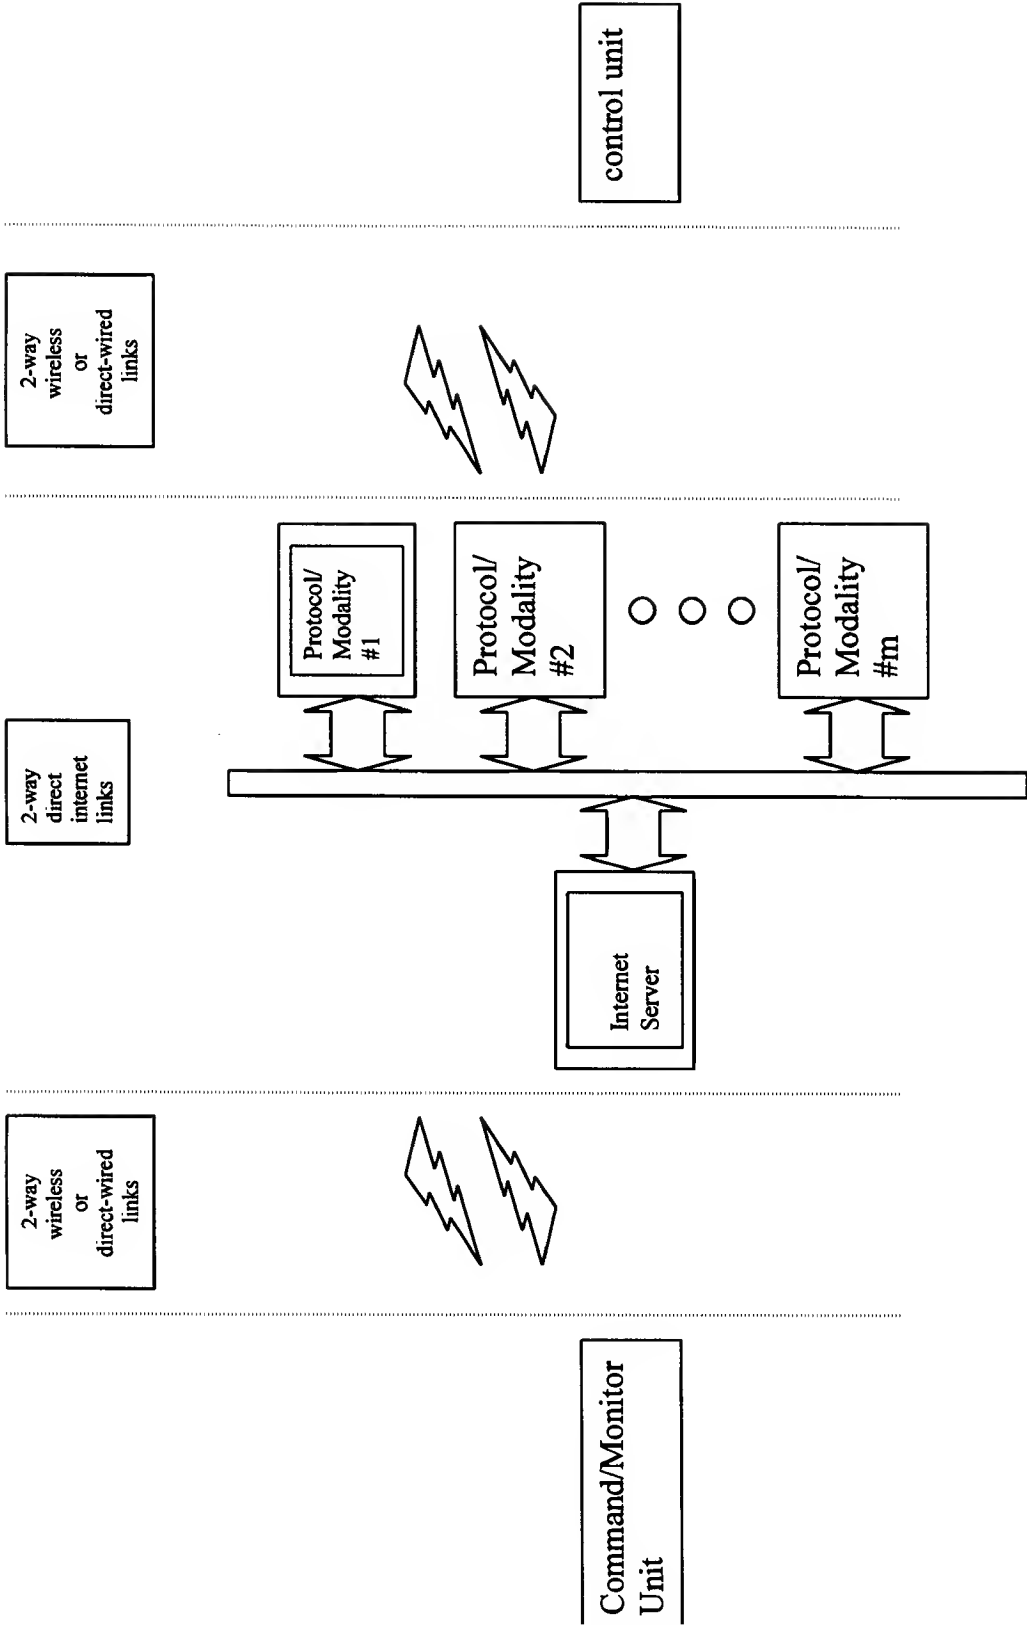 2-way
wireless
or
direct-wired
links
2-way
direct
internet
links
2-way
wireless
or
direct-wired
links
Command/Monitor
Unit
Internet
Server
Protocol/
Modality
#1
Protocol/
Modality
#2
Protocol/
Modality
#m
control unit